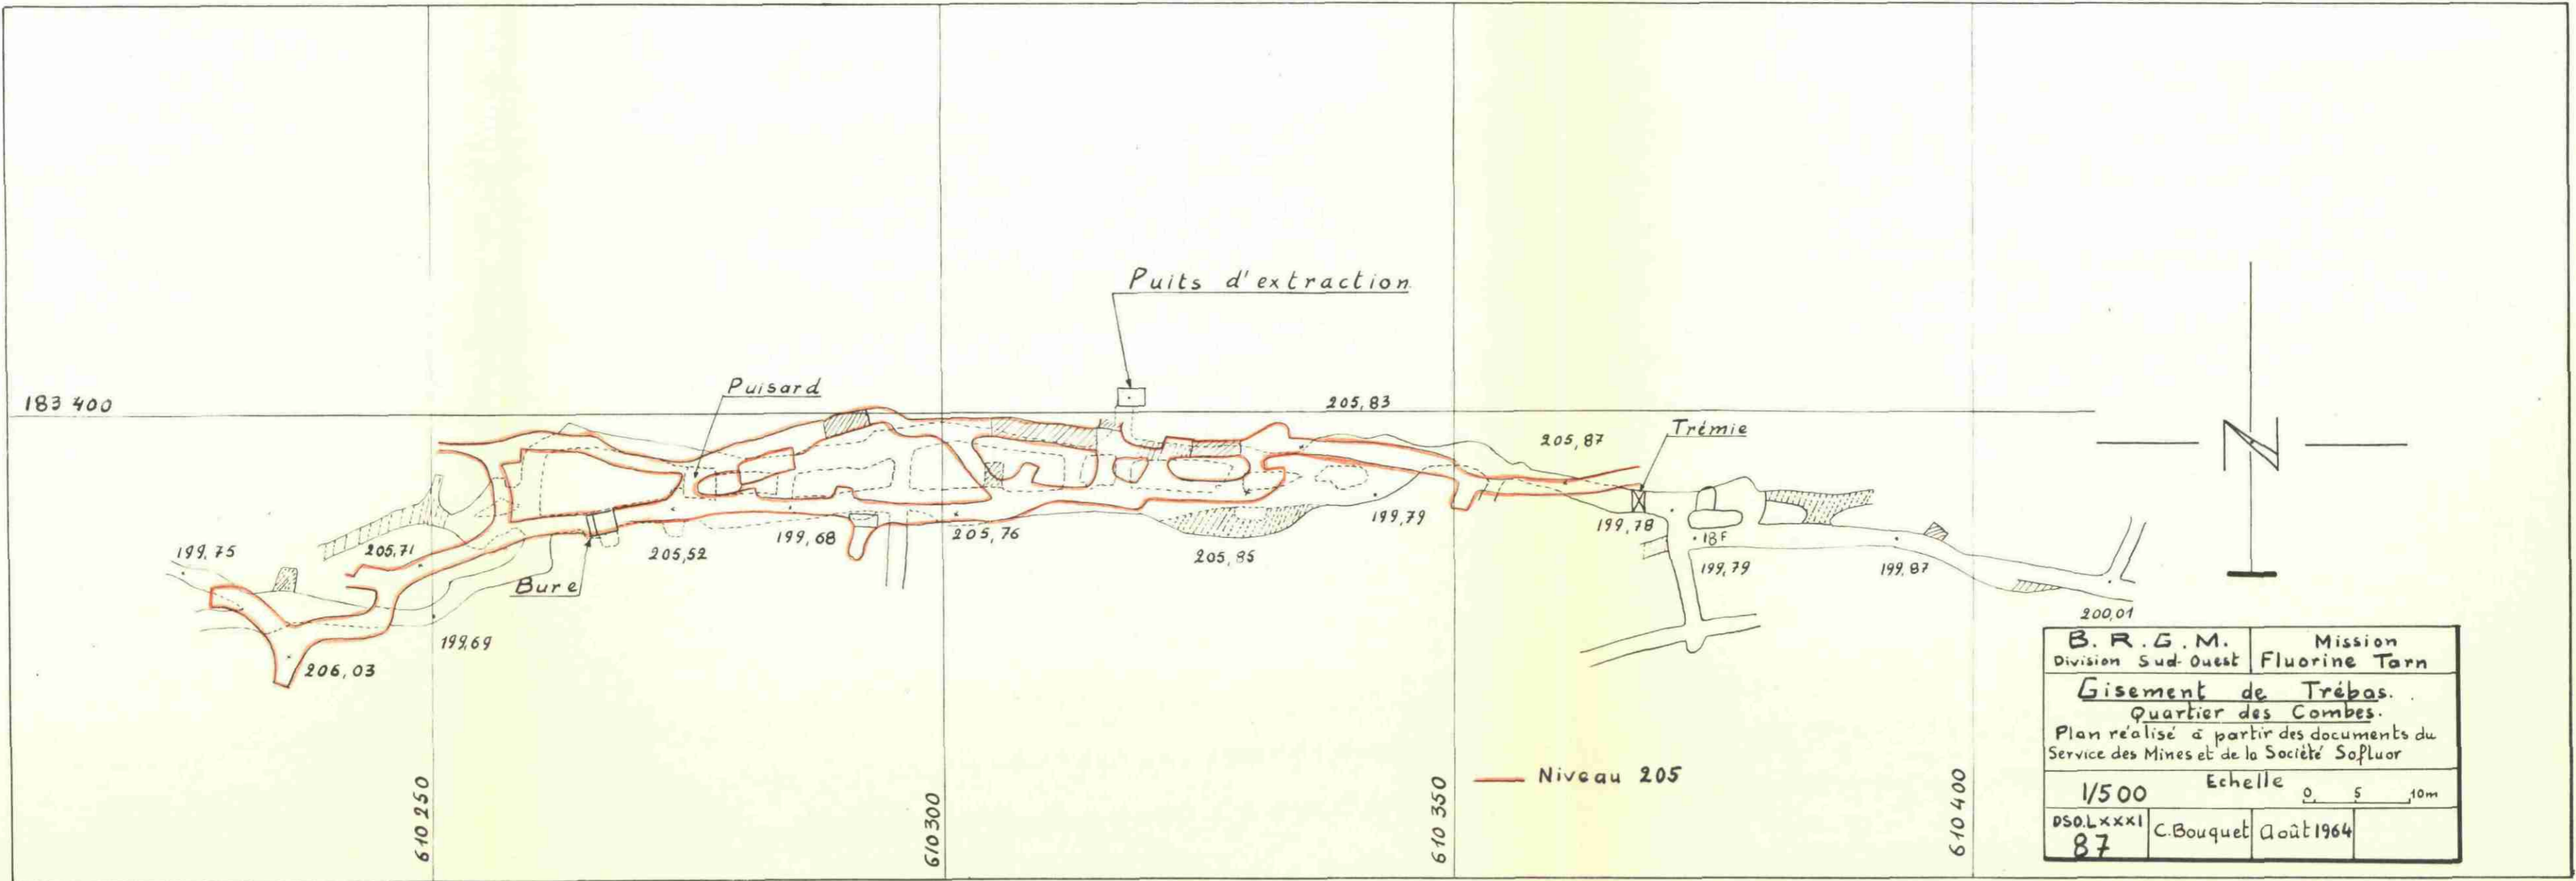 Puits d'extraction
183 400
Puisard
205,83
Trémie
205,87
199,75
205,71
Bure
205,52
199,68
205,76
205,85
199,79
199,78
18F
199,79
199,87
200,01
199,69
206,03
N
610 250
610 300
610 350
610 400
Niveau 205
B. R. G. M.
Division Sud-Ouest
Mission
Fluorine Tarn
Gisement de Trébas.
Quartier des Combes.
Plan réalisé à partir des documents du
Service des Mines et de la Société Sofluor
Echelle
1/500
0 5 10m
DSO.LXXXI
87
C.Bouquet
Août 1964